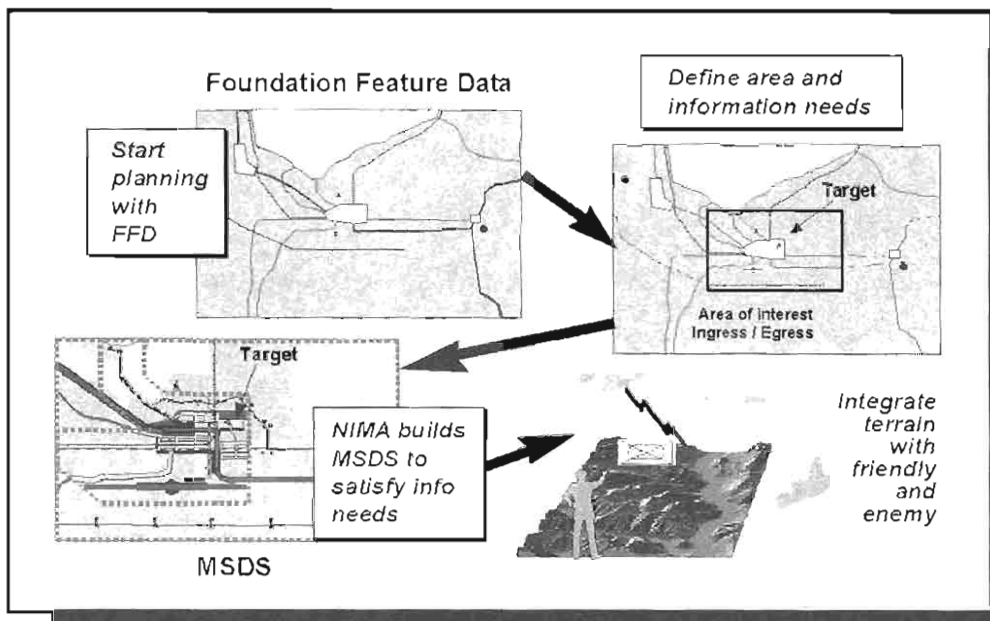 Foundation Feature Data
Start
planning
with
FFD
Define area and
information needs
Target
Area of Interest
Ingress / Egress
Target
NIMA builds
MSDS to
satisfy info
needs
MSDS
Integrate
terrain
with
friendly
and
enemy